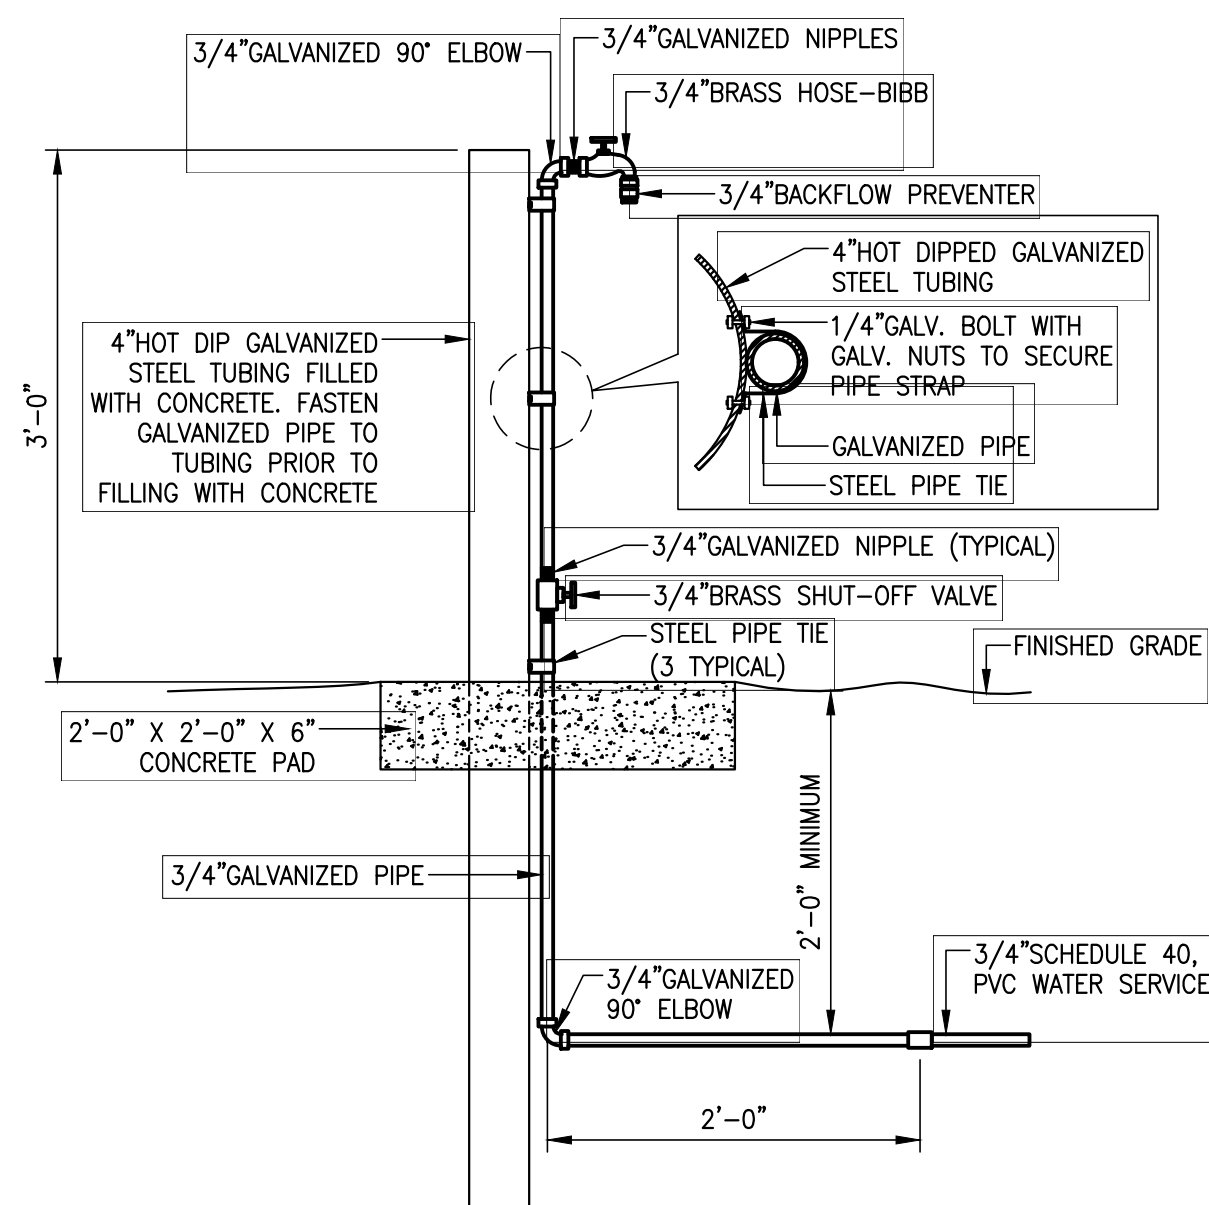 3/4"GALVANIZED 90° ELBOW
3/4"GALVANIZED NIPPLES
3/4"BRASS HOSE-BIBB
3/4"BACKFLOW PREVENTER
4"HOT DIPPED GALVANIZED
STEEL TUBING
1/4"GALV. BOLT WITH
GALV. NUTS TO SECURE
PIPE STRAP
GALVANIZED PIPE
STEEL PIPE TIE
3'-0"
4"HOT DIP GALVANIZED
STEEL TUBING FILLED
WITH CONCRETE. FASTEN
GALVANIZED PIPE TO
TUBING PRIOR TO
FILLING WITH CONCRETE
3/4"GALVANIZED NIPPLE (TYPICAL)
3/4"BRASS SHUT-OFF VALVE
STEEL PIPE TIE
(3 TYPICAL)
FINISHED GRADE
2'-0" X 2'-0" X 6"
CONCRETE PAD
2'-0" MINIMUM
3/4"GALVANIZED PIPE
3/4"GALVANIZED
90° ELBOW
3/4"SCHEDULE 40,
PVC WATER SERVICE
2'-0"